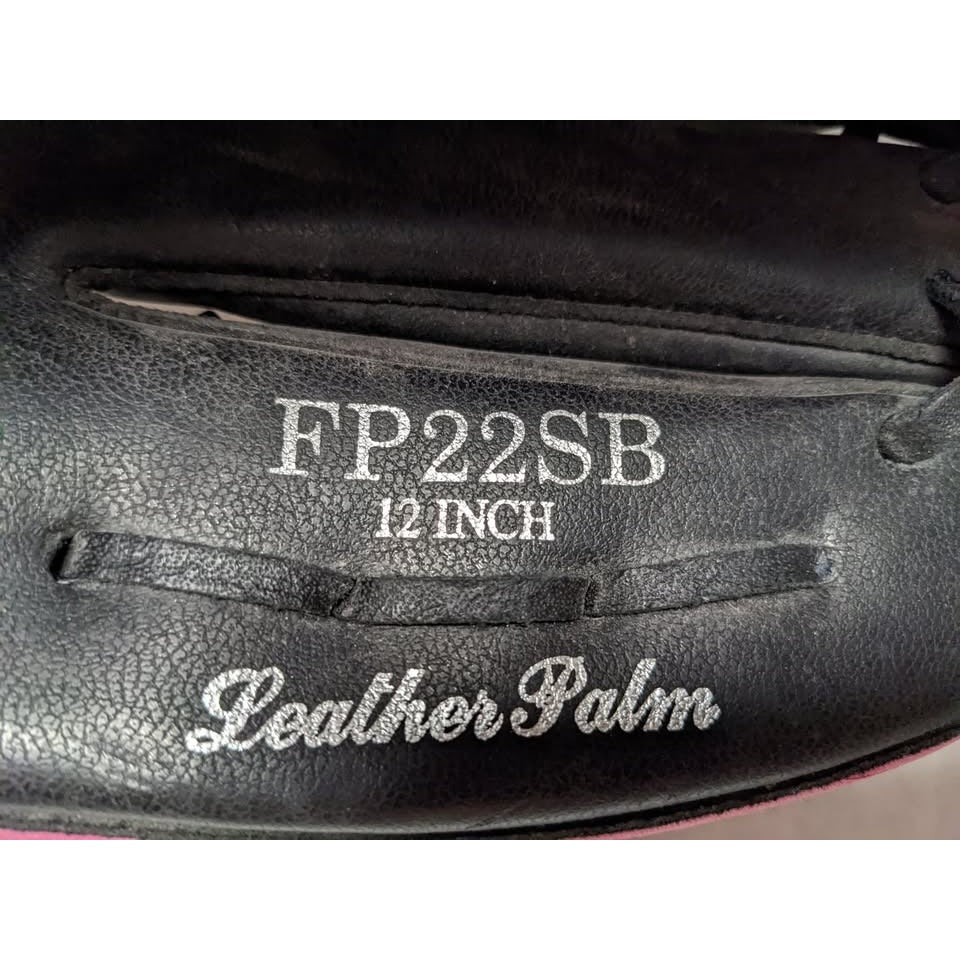 FP22SB
12 INCH
Leather Palm